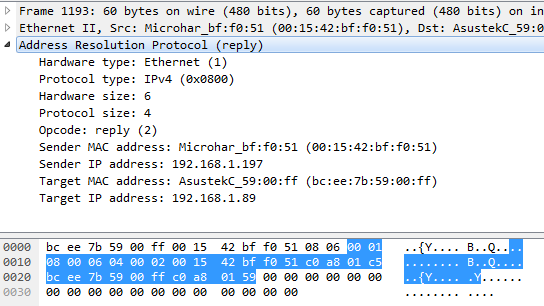 Frame 1193: 60 bytes on wire (480 bits), 60 bytes captured (480 bits) on in
Ethernet II, Src: Microhar_bf:f0:51 (00:15:42:bf:f0:51), Dst: AsustekC_59:0
Address Resolution Protocol (reply)
Hardware type: Ethernet (1)
Protocol type: IPv4 (0x0800)
Hardware size: 6
Protocol size: 4
Opcode: reply (2)
Sender MAC address: Microhar_bf:f0:51 (00:15:42:bf:f0:51)
Sender IP address: 192.168.1.197
Target MAC address: AsustekC_59:00:ff (bc:ee:7b:59:00:ff)
Target IP address: 192.168.1.89
0000 bc ee 7b 59 00 ff 00 15 42 bf f0 51 08 06 00 01 ..{Y.... B..Q....
0010 08 00 06 04 00 02 00 15 42 bf f0 51 c0 a8 01 c5 ........ B..Q....
0020 bc ee 7b 59 00 ff c0 a8 01 59 00 00 00 00 00 00 ..{Y.... .Y......
0030 00 00 00 00 00 00 00 00 00 00 00 00 ........ ....